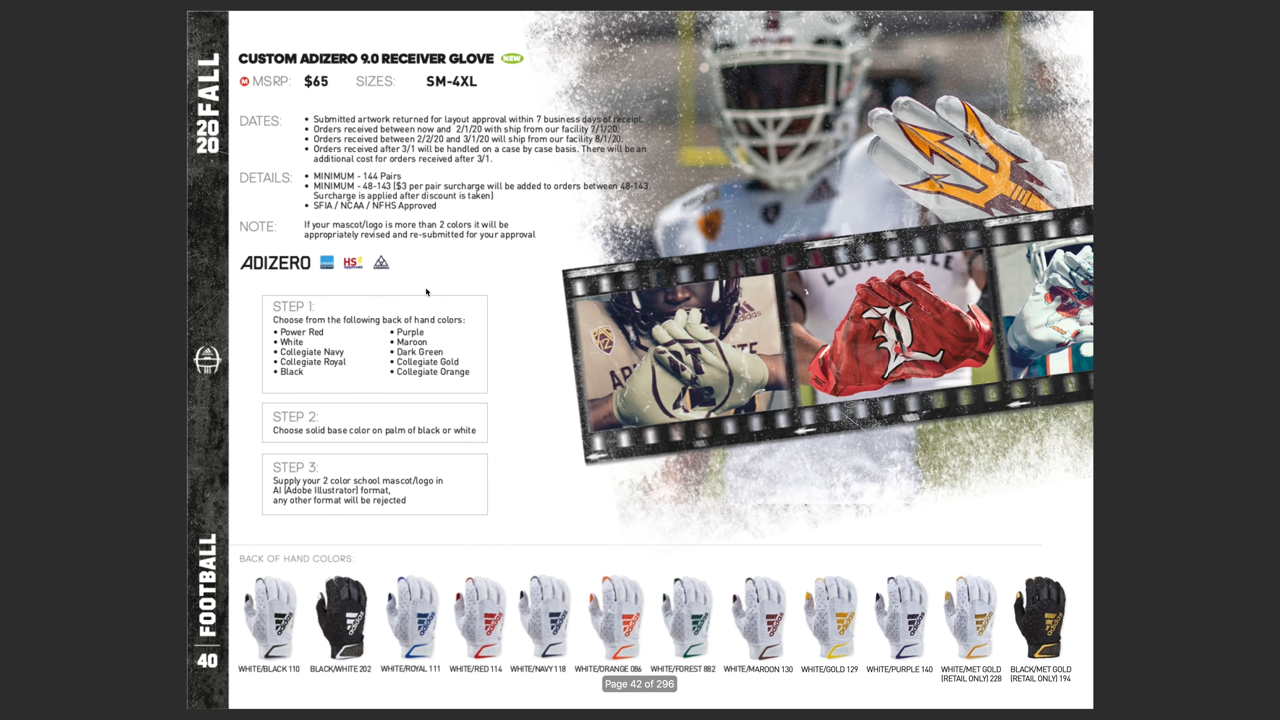 2020 FALL
CUSTOM ADIZERO 9.0 RECEIVER GLOVE NEW
M MSRP: $65 SIZES: SM-4XL
DATES:
• Submitted artwork returned for layout approval within 7 business days of receipt.
• Orders received between now and 2/1/20 with ship from our facility 7/1/20.
• Orders received between 2/2/20 and 3/1/20 will ship from our facility 8/1/20.
• Orders received after 3/1 will be handled on a case by case basis. There will be an
additional cost for orders received after 3/1.
DETAILS:
• MINIMUM - 144 Pairs
• MINIMUM - 48-143 ($3 per pair surcharge will be added to orders between 48-143.
Surcharge is applied after discount is taken)
• SFIA / NCAA / NFHS Approved
NOTE:
If your mascot/logo is more than 2 colors it will be
appropriately revised and re-submitted for your approval
ADIZERO
HS
STEP 1:
Choose from the following back of hand colors:
• Power Red
• White
• Collegiate Navy
• Collegiate Royal
• Black
• Purple
• Maroon
• Dark Green
• Collegiate Gold
• Collegiate Orange
STEP 2:
Choose solid base color on palm of black or white
STEP 3:
Supply your 2 color school mascot/logo in
AI (Adobe Illustrator) format,
any other format will be rejected
LOUISVILLE
adidas
BACK OF HAND COLORS:
WHITE/BLACK 110
BLACK/WHITE 202
WHITE/ROYAL 111
WHITE/RED 114
WHITE/NAVY 118
WHITE/ORANGE 086
WHITE/FOREST 882
WHITE/MAROON 130
WHITE/GOLD 129
WHITE/PURPLE 140
WHITE/MET GOLD
(RETAIL ONLY) 228
BLACK/MET GOLD
(RETAIL ONLY) 194
FOOTBALL
40
Page 42 of 296